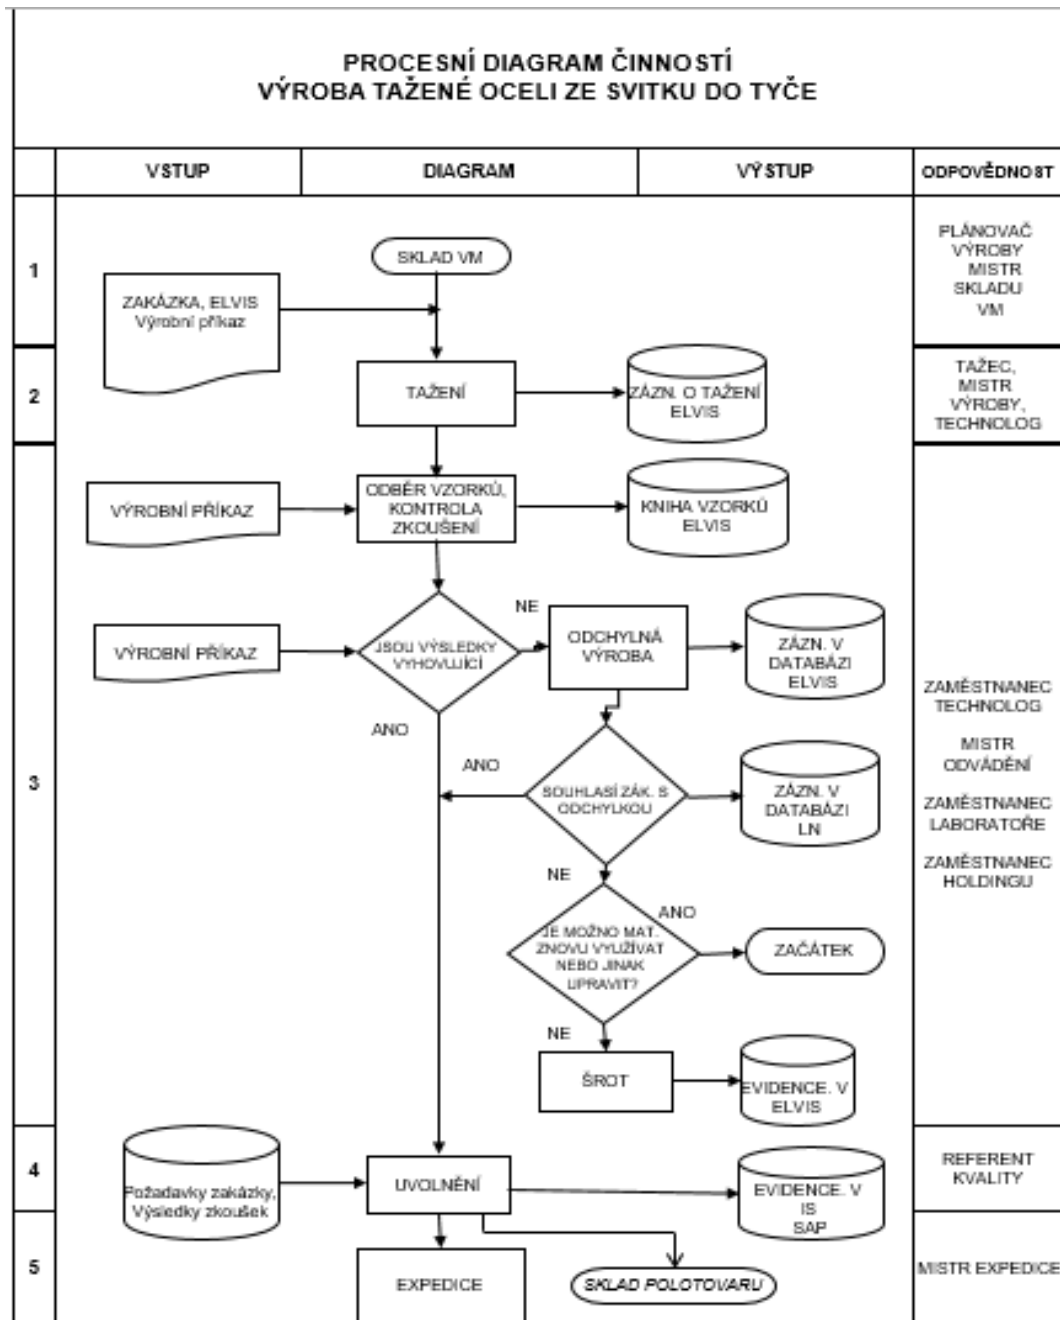 PROCESNÍ DIAGRAM ČINNOSTÍ
VÝROBA TAŽENÉ OCELI ZE SVITKU DO TYČE
VSTUP
DIAGRAM
VÝSTUP
ODPOVĚDNOST
1
SKLAD VM
ZAKÁZKA, ELVIS
Výrobní příkaz
PLÁNOVAČ
VÝROBY
MISTR
SKLADU
VM
2
TAŽENÍ
ZÁZN. O TAŽENÍ
ELVIS
TAŽEC,
MISTR
VÝROBY,
TECHNOLOG
3
VÝROBNÍ PŘÍKAZ
ODBĚR VZORKŮ,
KONTROLA
ZKOUŠENÍ
KNIHA VZORKŮ
ELVIS
VÝROBNÍ PŘÍKAZ
JSOU VÝSLEDKY
VYHOVUJÍCÍ
NE
ODCHYLNÁ
VÝROBA
ZÁZN. V
DATABÁZI
ELVIS
ANO
ANO
SOUHLASÍ ZÁK. S
ODCHYLKOU
ZÁZN. V
DATABÁZI
LN
NE
JE MOŽNO MAT.
ZNOVU VYUŽÍVAT
NEBO JINAK
UPRAVIT?
ANO
ZAČÁTEK
NE
ŠROT
EVIDENCE. V
ELVIS
ZAMĚSTNANEC
TECHNOLOG
MISTR
ODVÁDĚNÍ
ZAMĚSTNANEC
LABORATOŘE
ZAMĚSTNANEC
HOLDINGU
4
Požadavky zakázky,
Výsledky zkoušek
UVOLNĚNÍ
EVIDENCE. V
IS
SAP
REFERENT
KVALITY
5
EXPEDICE
SKLAD POLOTOVARU
MISTR EXPEDICE